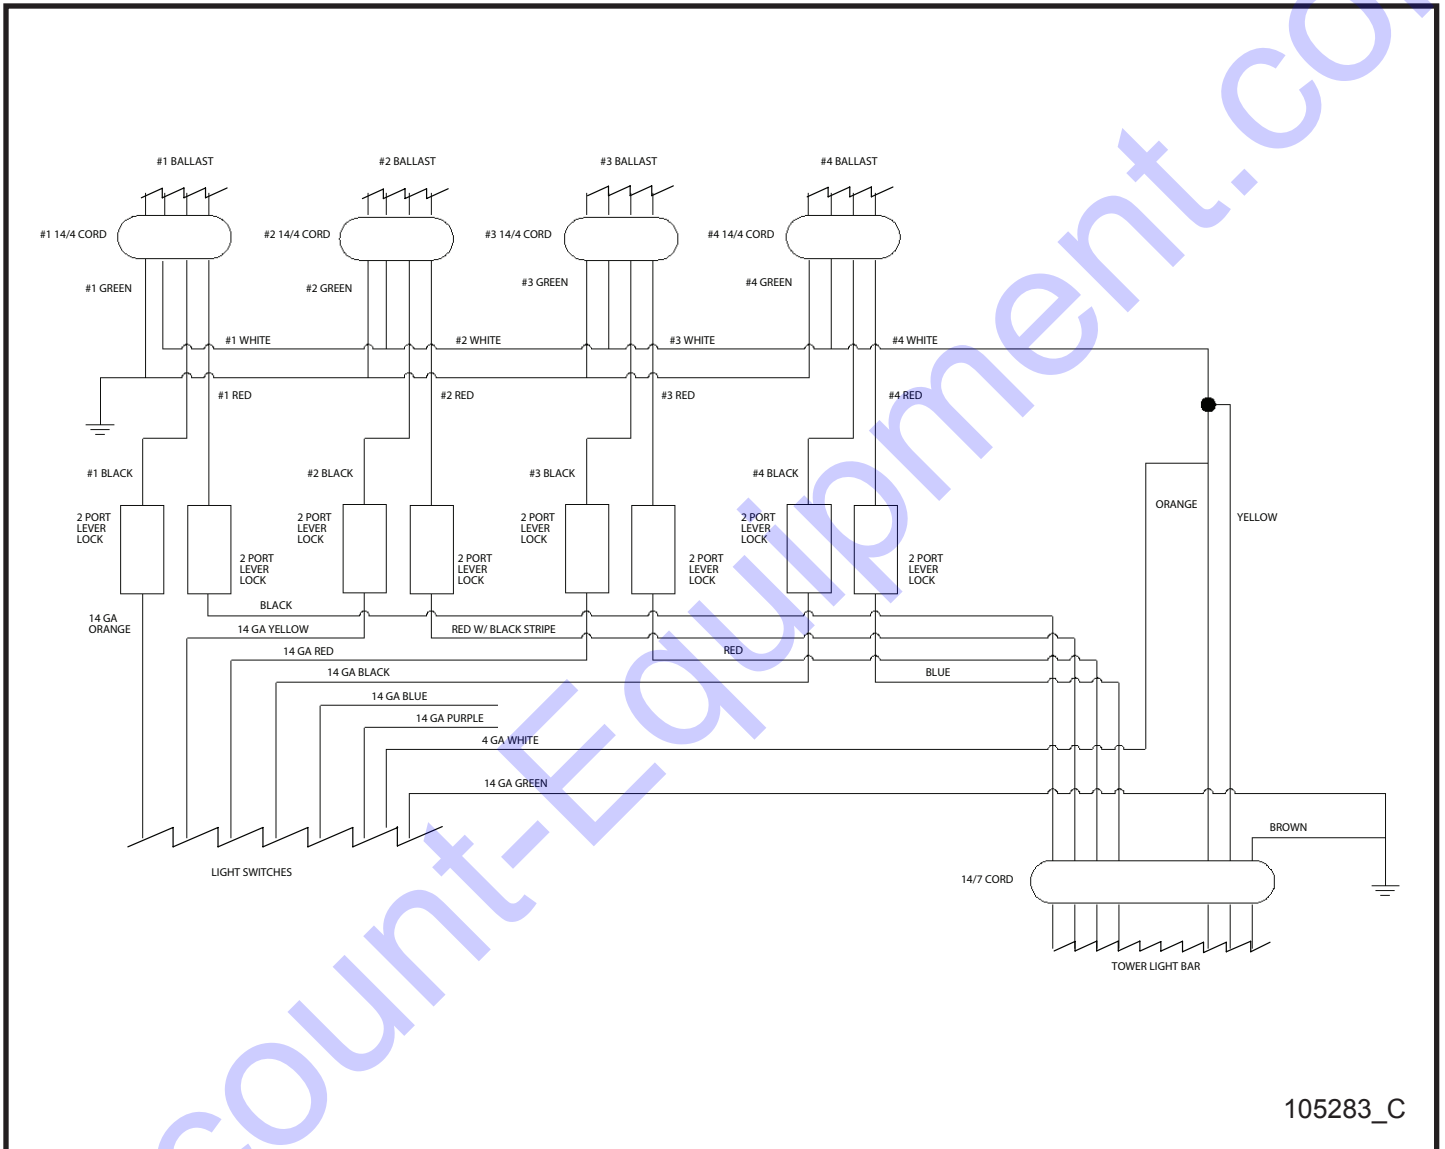 #1 BALLAST
#2 BALLAST
#3 BALLAST
#4 BALLAST
#1 14/4 CORD
#2 14/4 CORD
#3 14/4 CORD
#4 14/4 CORD
#1 GREEN
#2 GREEN
#3 GREEN
#4 GREEN
#1 WHITE
#2 WHITE
#3 WHITE
#4 WHITE
#1 RED
#2 RED
#3 RED
#4 RED
#1 BLACK
#2 BLACK
#3 BLACK
#4 BLACK
ORANGE
YELLOW
2 PORT
LEVER
LOCK
2 PORT
LEVER
LOCK
2 PORT
LEVER
LOCK
2 PORT
LEVER
LOCK
2 PORT
LEVER
LOCK
2 PORT
LEVER
LOCK
2 PORT
LEVER
LOCK
2 PORT
LEVER
LOCK
BLACK
14 GA
ORANGE
14 GA YELLOW
RED W/ BLACK STRIPE
14 GA RED
RED
14 GA BLACK
BLUE
14 GA BLUE
14 GA PURPLE
4 GA WHITE
14 GA GREEN
BROWN
LIGHT SWITCHES
14/7 CORD
TOWER LIGHT BAR
105283_C
count-Equipment.co